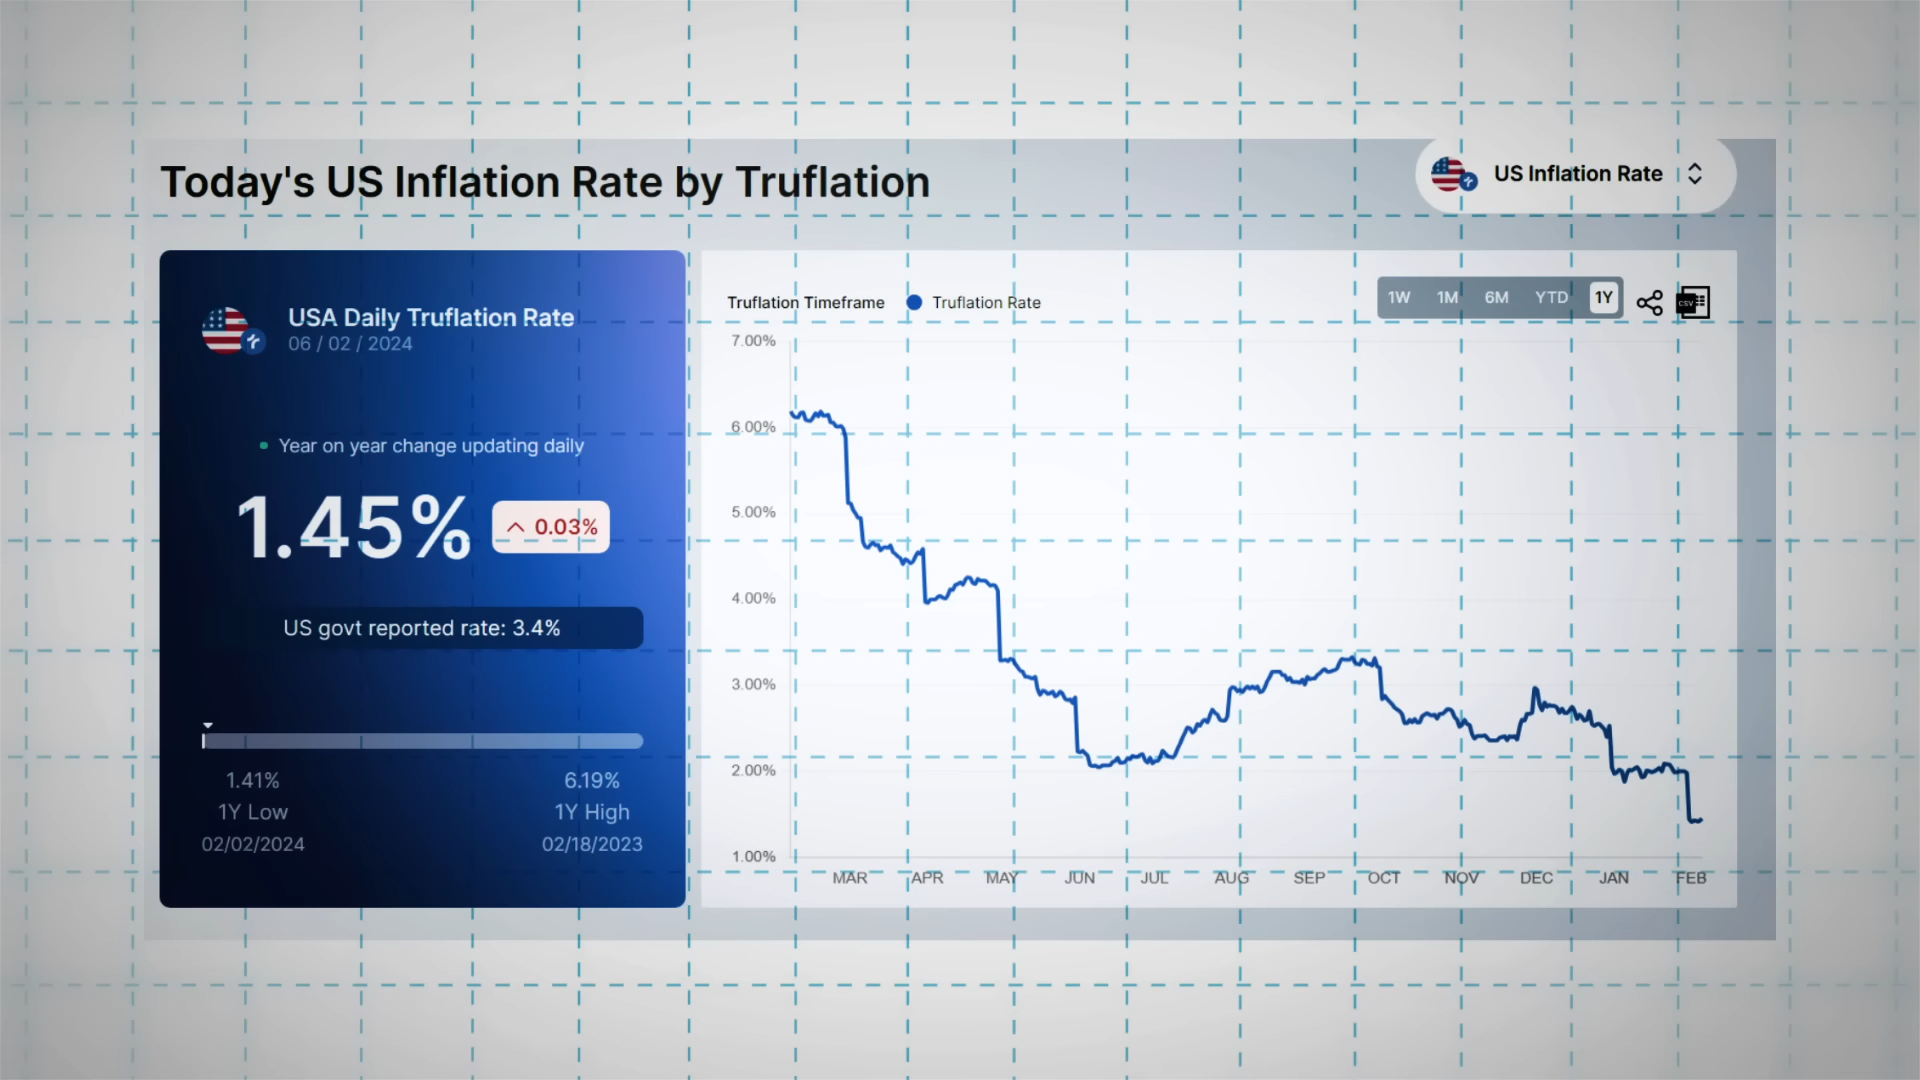 Today's US Inflation Rate by Truflation
US Inflation Rate
USA Daily Truflation Rate
06 / 02 / 2024
Year on year change updating daily
1.45%
0.03%
US govt reported rate: 3.4%
1.41%
6.19%
1Y Low
1Y High
02/02/2024
02/18/2023
Truflation Timeframe
Truflation Rate
1W
1M
6M
YTD
1Y
CSV
7.00%
6.00%
5.00%
4.00%
3.00%
2.00%
1.00%
MAR
APR
MAY
JUN
JUL
AUG
SEP
OCT
NOV
DEC
JAN
FEB